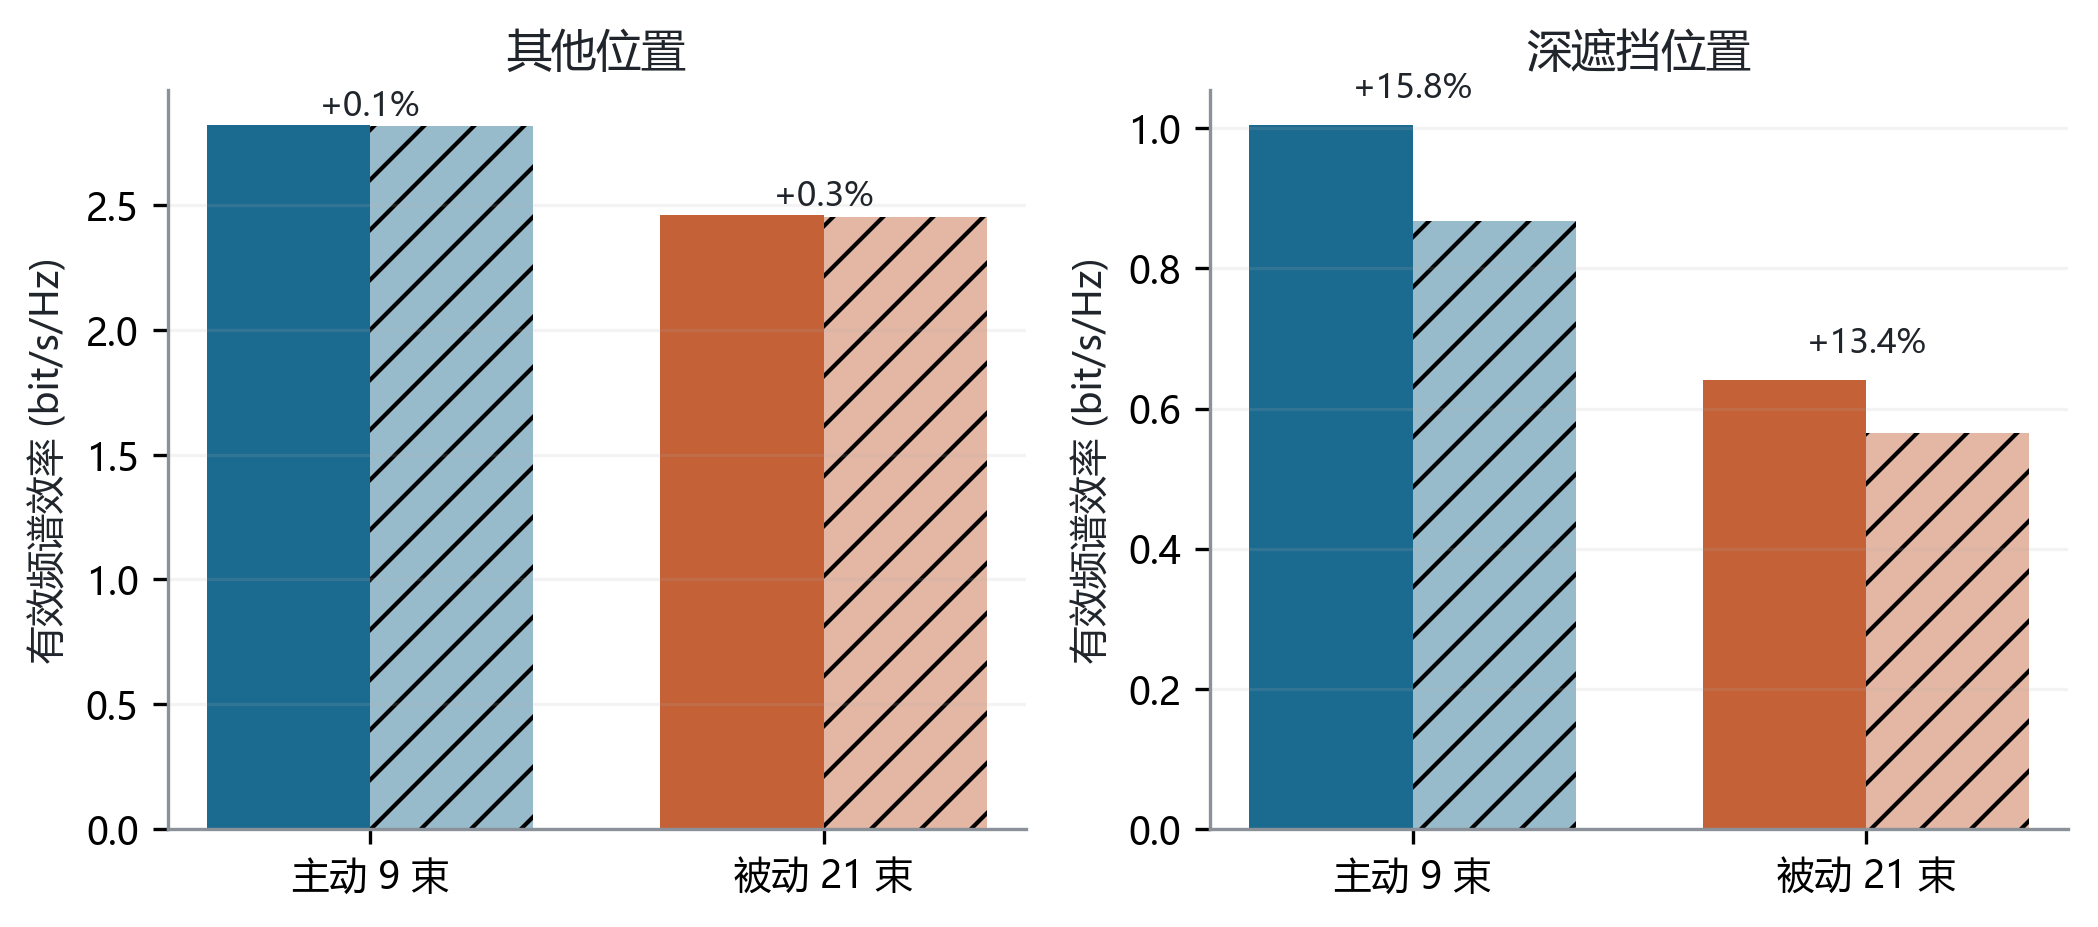 其他位置
+0.1%
+0.3%
有效频谱效率 (bit/s/Hz)
2.5
2.0
1.5
1.0
0.5
0.0
主动 9 束
被动 21 束
深遮挡位置
+15.8%
+13.4%
有效频谱效率 (bit/s/Hz)
1.0
0.8
0.6
0.4
0.2
0.0
主动 9 束
被动 21 束